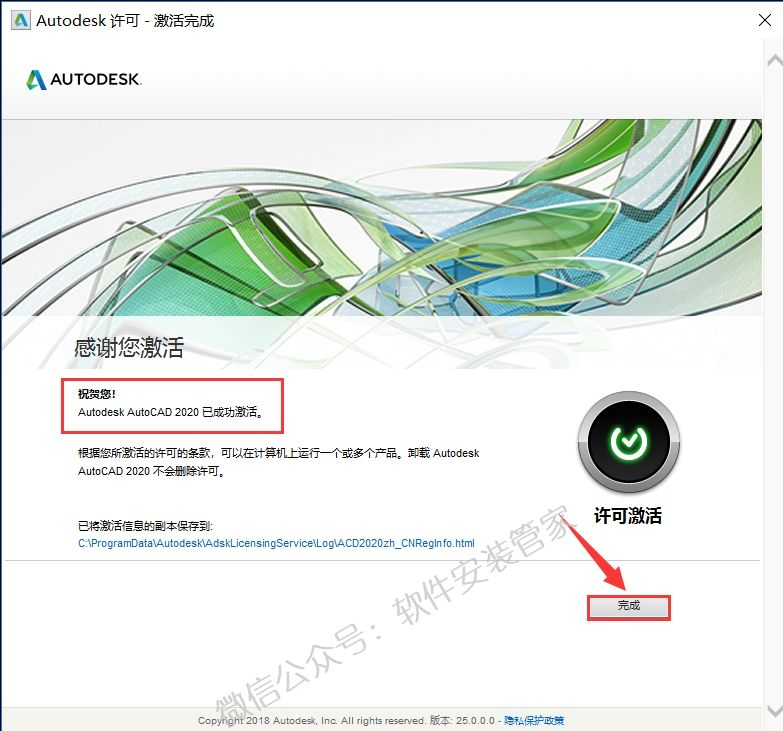 Autodesk 许可 - 激活完成
AUTODESK.
感谢您激活
祝贺您!
Autodesk AutoCAD 2020 已成功激活。
根据您所激活的许可的条款，可以在计算机上运行一个或多个产品。卸载 Autodesk
AutoCAD 2020 不会删除许可。
许可激活
已将激活信息的副本保存到:
C:\ProgramData\Autodesk\AdskLicensingService\Log\ACD2020zh_CNRegInfo.html
完成
微信公众号：软件安装管家
Copyright 2018 Autodesk, Inc. All rights reserved. 版本: 25.0.0.0 - 隐私保护政策